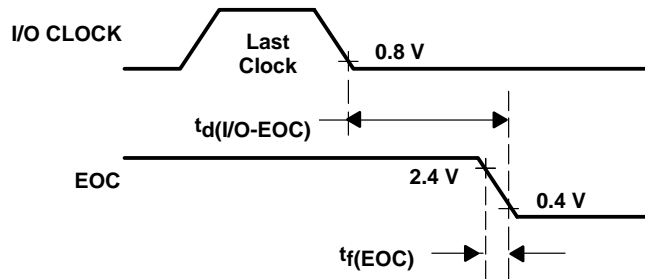 I/O CLOCK
Last
Clock
0.8 V
td(I/O-EOC)
EOC
2.4 V
0.4 V
tf(EOC)